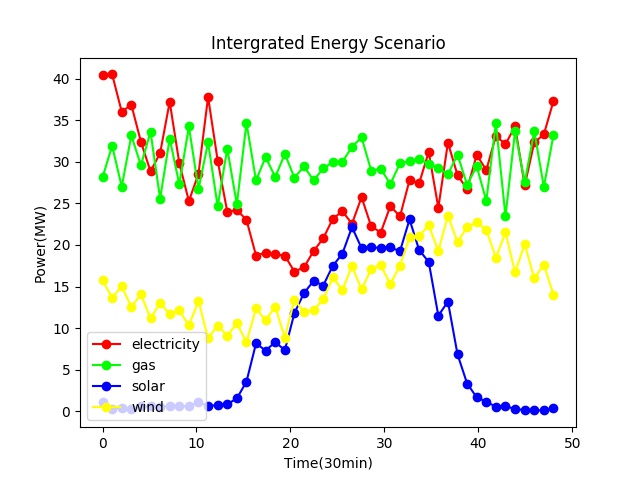 Intergrated Energy Scenario
Power(MW)
40
35
30
25
20
15
10
5
0
electricity
gas
solar
wind
0 10 20 30 40 50
Time(30min)